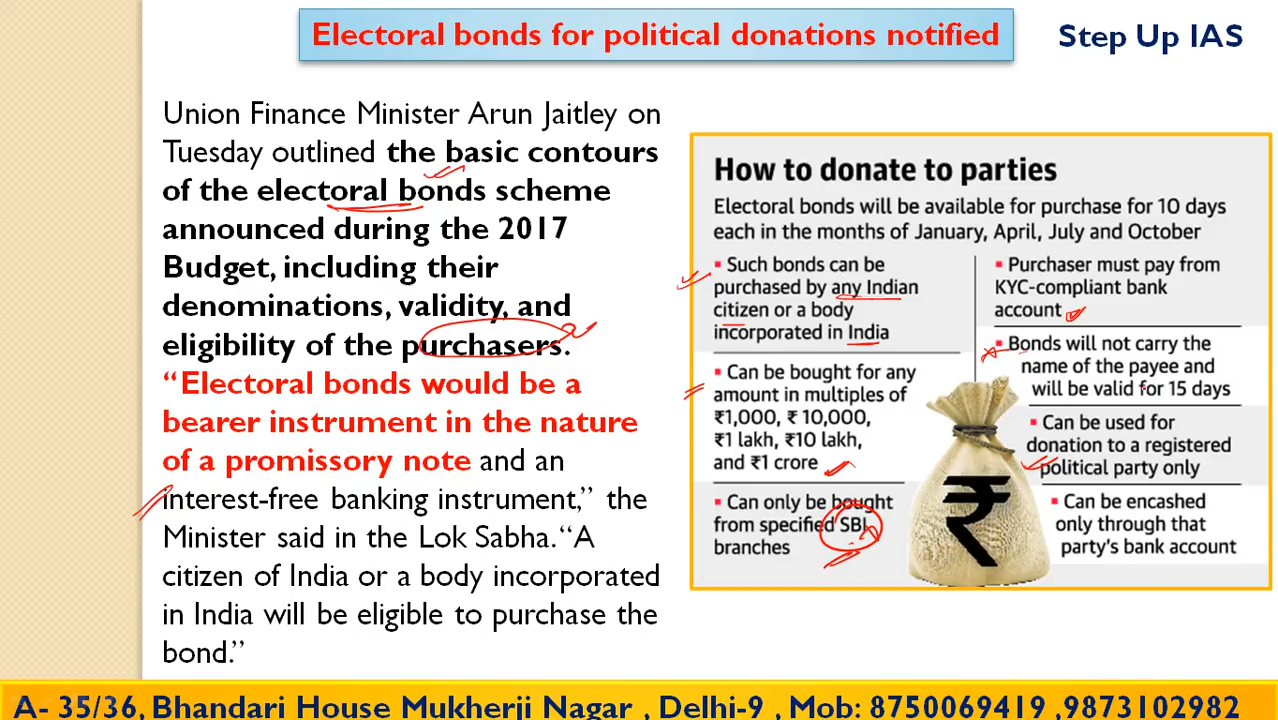 Electoral bonds for political donations notified
Step Up IAS
Union Finance Minister Arun Jaitley on
Tuesday outlined the basic contours
of the electoral bonds scheme
announced during the 2017
Budget, including their
denominations, validity, and
eligibility of the purchasers.
“Electoral bonds would be a
bearer instrument in the nature
of a promissory note and an
interest-free banking instrument,” the
Minister said in the Lok Sabha. “A
citizen of India or a body incorporated
in India will be eligible to purchase the
bond.”
How to donate to parties
Electoral bonds will be available for purchase for 10 days
each in the months of January, April, July and October
▪ Such bonds can be
purchased by any Indian
citizen or a body
incorporated in India
▪ Can be bought for any
amount in multiples of
₹1,000, ₹ 10,000,
₹1 lakh, ₹10 lakh,
and ₹1 crore
▪ Can only be bought
from specified SBI
branches
▪ Purchaser must pay from
KYC-compliant bank
account
▪ Bonds will not carry the
name of the payee and
will be valid for 15 days
▪ Can be used for
donation to a registered
political party only
▪ Can be encashed
only through that
party's bank account
₹
A- 35/36, Bhandari House Mukherji Nagar , Delhi-9 , Mob: 8750069419 ,9873102982